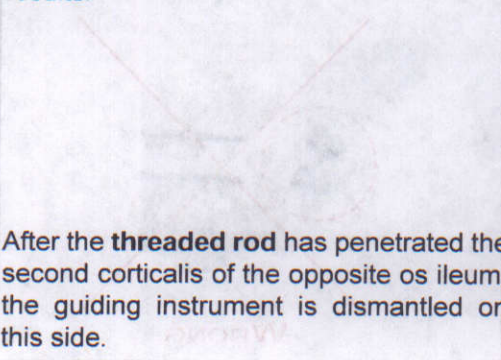 After the threaded rod has penetrated the
second corticalis of the opposite os ileum
the guiding instrument is dismantled on
this side.